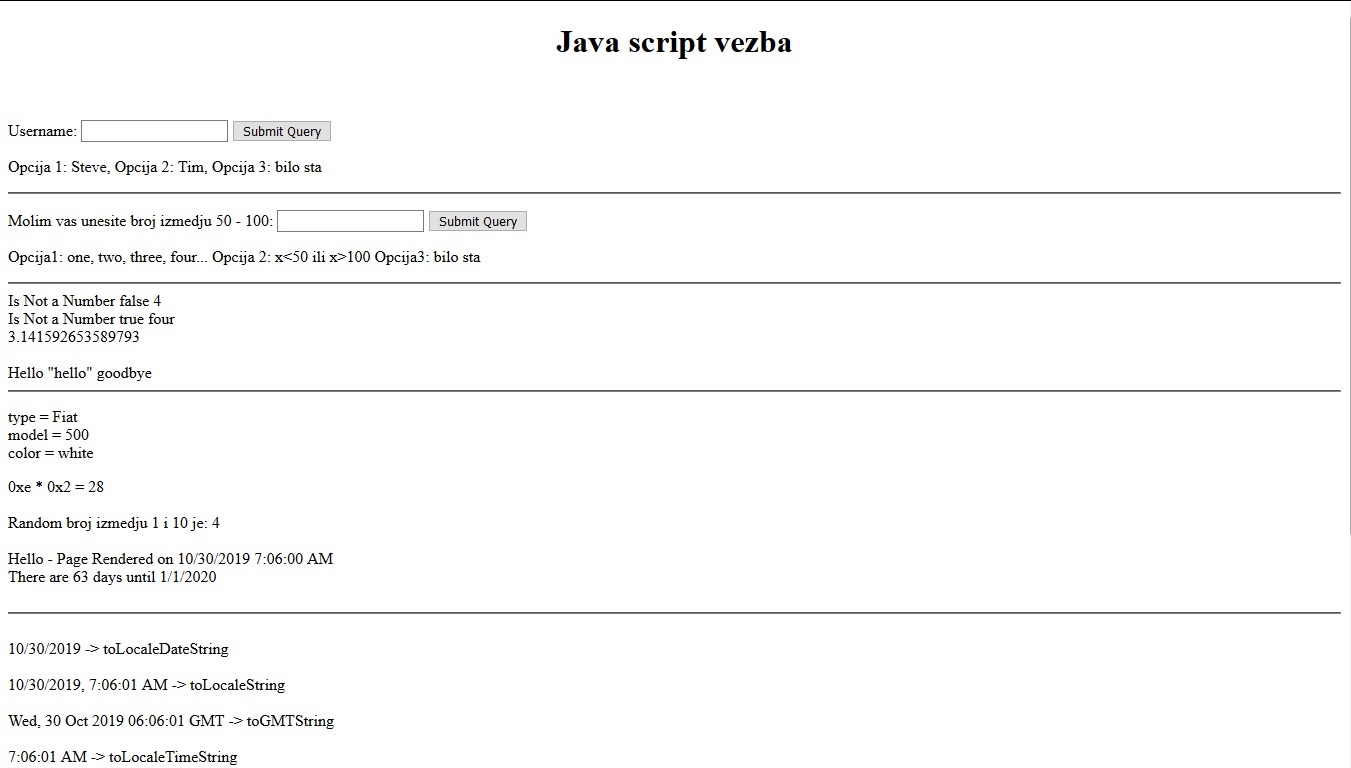 Java script vezba
Username: Submit Query
Opcija 1: Steve, Opcija 2: Tim, Opcija 3: bilo sta
Molim vas unesite broj izmedju 50 - 100: Submit Query
Opcija1: one, two, three, four... Opcija 2: x<50 ili x>100 Opcija3: bilo sta
Is Not a Number false 4
Is Not a Number true four
3.141592653589793
Hello "hello" goodbye
type = Fiat
model = 500
color = white
0xe * 0x2 = 28
Random broj izmedju 1 i 10 je: 4
Hello - Page Rendered on 10/30/2019 7:06:00 AM
There are 63 days until 1/1/2020
10/30/2019 -> toLocaleDateString
10/30/2019, 7:06:01 AM -> toLocaleString
Wed, 30 Oct 2019 06:06:01 GMT -> toGMTString
7:06:01 AM -> toLocaleTimeString